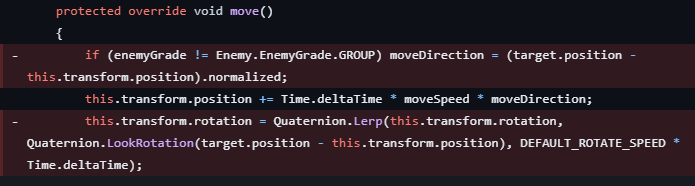 protected override void move()
{
- if (enemyGrade != Enemy.EnemyGrade.GROUP) moveDirection = (target.position -
this.transform.position).normalized;
this.transform.position += Time.deltaTime * moveSpeed * moveDirection;
- this.transform.rotation = Quaternion.Lerp(this.transform.rotation,
Quaternion.LookRotation(target.position - this.transform.position), DEFAULT_ROTATE_SPEED *
Time.deltaTime);